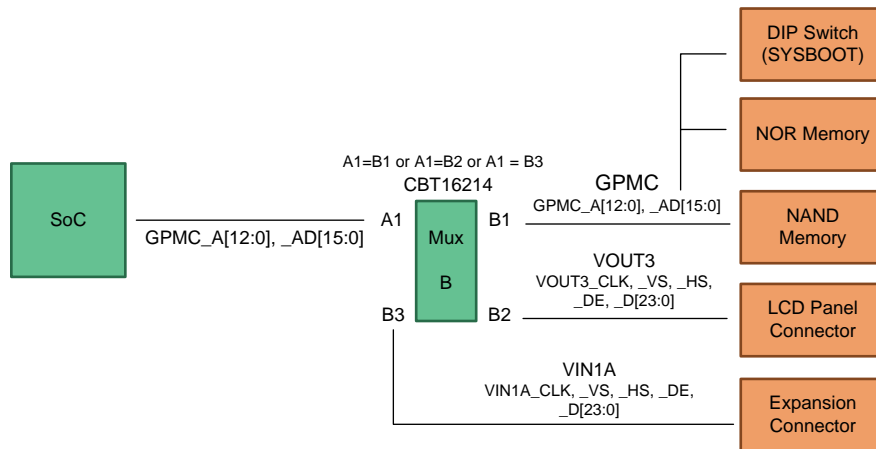 DIP Switch
(SYSBOOT)
NOR Memory
A1=B1 or A1=B2 or A1 = B3
CBT16214
GPMC
SoC
GPMC_A[12:0], _AD[15:0]
A1
Mux
B
B1
GPMC_A[12:0], _AD[15:0]
NAND
Memory
VOUT3
VOUT3_CLK, _VS, _HS,
_DE, _D[23:0]
B3
B2
LCD Panel
Connector
VIN1A
VIN1A_CLK, _VS, _HS, _DE,
_D[23:0]
Expansion
Connector